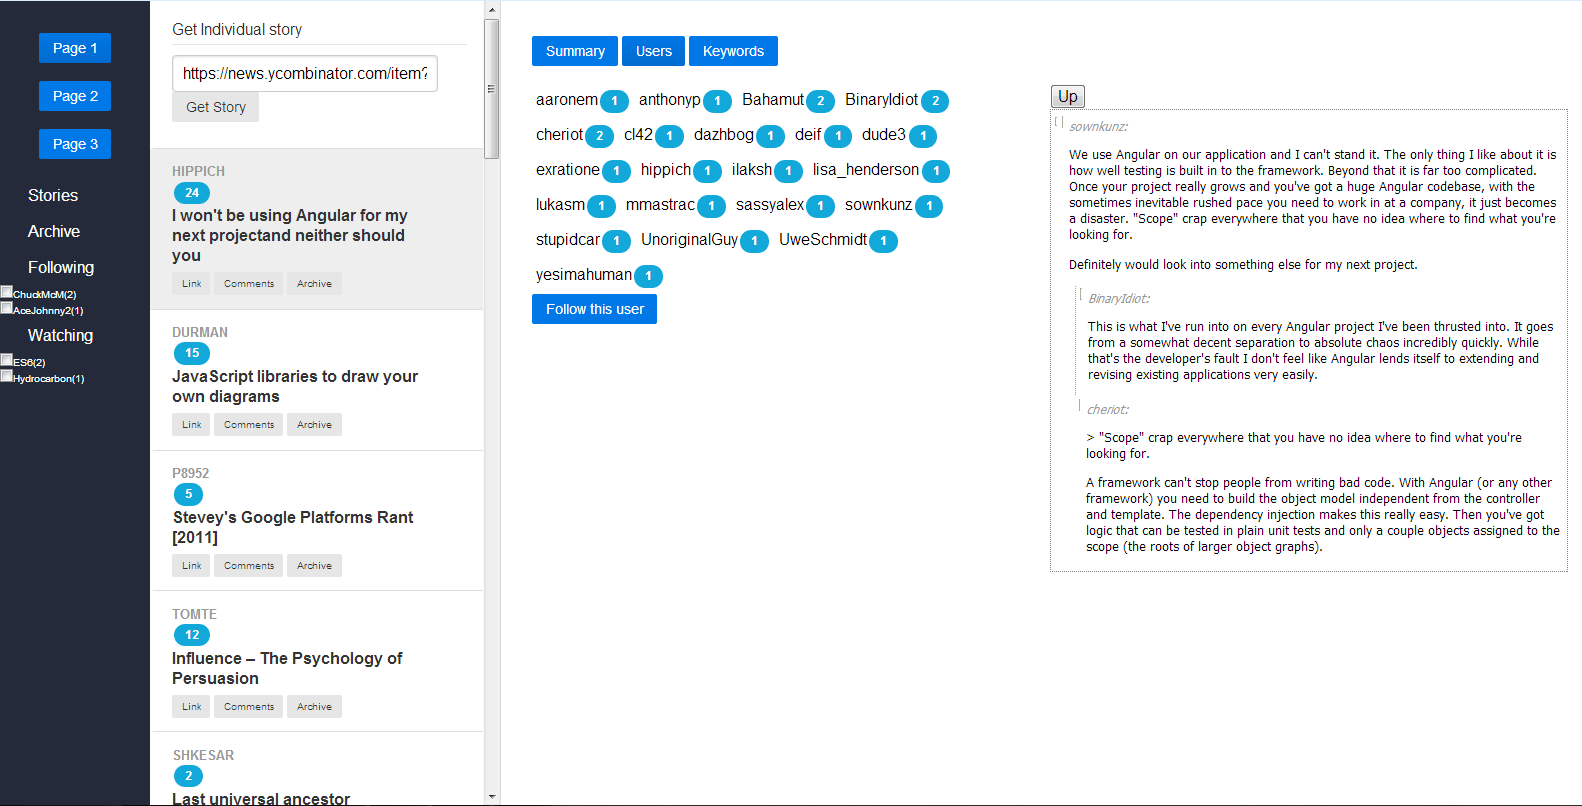 Page 1
Page 2
Page 3
Stories
Archive
Following
ChuckMcM(2)
AceJohnny2(1)
Watching
ES6(2)
Hydrocarbon(1)
Get Individual story
https://news.ycombinator.com/item?
Get Story
HIPPICH
24
I won't be using Angular for my
next projectand neither should
you
Link Comments Archive
DURMAN
15
JavaScript libraries to draw your
own diagrams
Link Comments Archive
P8952
5
Stevey's Google Platforms Rant
[2011]
Link Comments Archive
TOMTE
12
Influence – The Psychology of
Persuasion
Link Comments Archive
SHKESAR
2
Last universal ancestor
Summary Users Keywords
aaronem 1 anthonyp 1 Bahamut 2 BinaryIdiot 2
cheriot 2 cl42 1 dazhbog 1 deif 1 dude3 1
exratione 1 hippich 1 ilaksh 1 lisa_henderson 1
lukasm 1 mmastrac 1 sassyalex 1 sownkunz 1
stupidcar 1 UnoriginalGuy 1 UweSchmidt 1
yesimahuman 1
Follow this user
Up
[ ] sownkunz:
We use Angular on our application and I can't stand it. The only thing I like about it is
how well testing is built in to the framework. Beyond that it is far too complicated.
Once your project really grows and you've got a huge Angular codebase, with the
sometimes inevitable rushed pace you need to work in at a company, it just becomes
a disaster. "Scope" crap everywhere that you have no idea where to find what you're
looking for.
Definitely would look into something else for my next project.
[ BinaryIdiot:
This is what I've run into on every Angular project I've been thrusted into. It goes
from a somewhat decent separation to absolute chaos incredibly quickly. While
that's the developer's fault I don't feel like Angular lends itself to extending and
revising existing applications very easily.
] cheriot:
> "Scope" crap everywhere that you have no idea where to find what you're
looking for.
A framework can't stop people from writing bad code. With Angular (or any other
framework) you need to build the object model independent from the controller
and template. The dependency injection makes this really easy. Then you've got
logic that can be tested in plain unit tests and only a couple objects assigned to the
scope (the roots of larger object graphs).